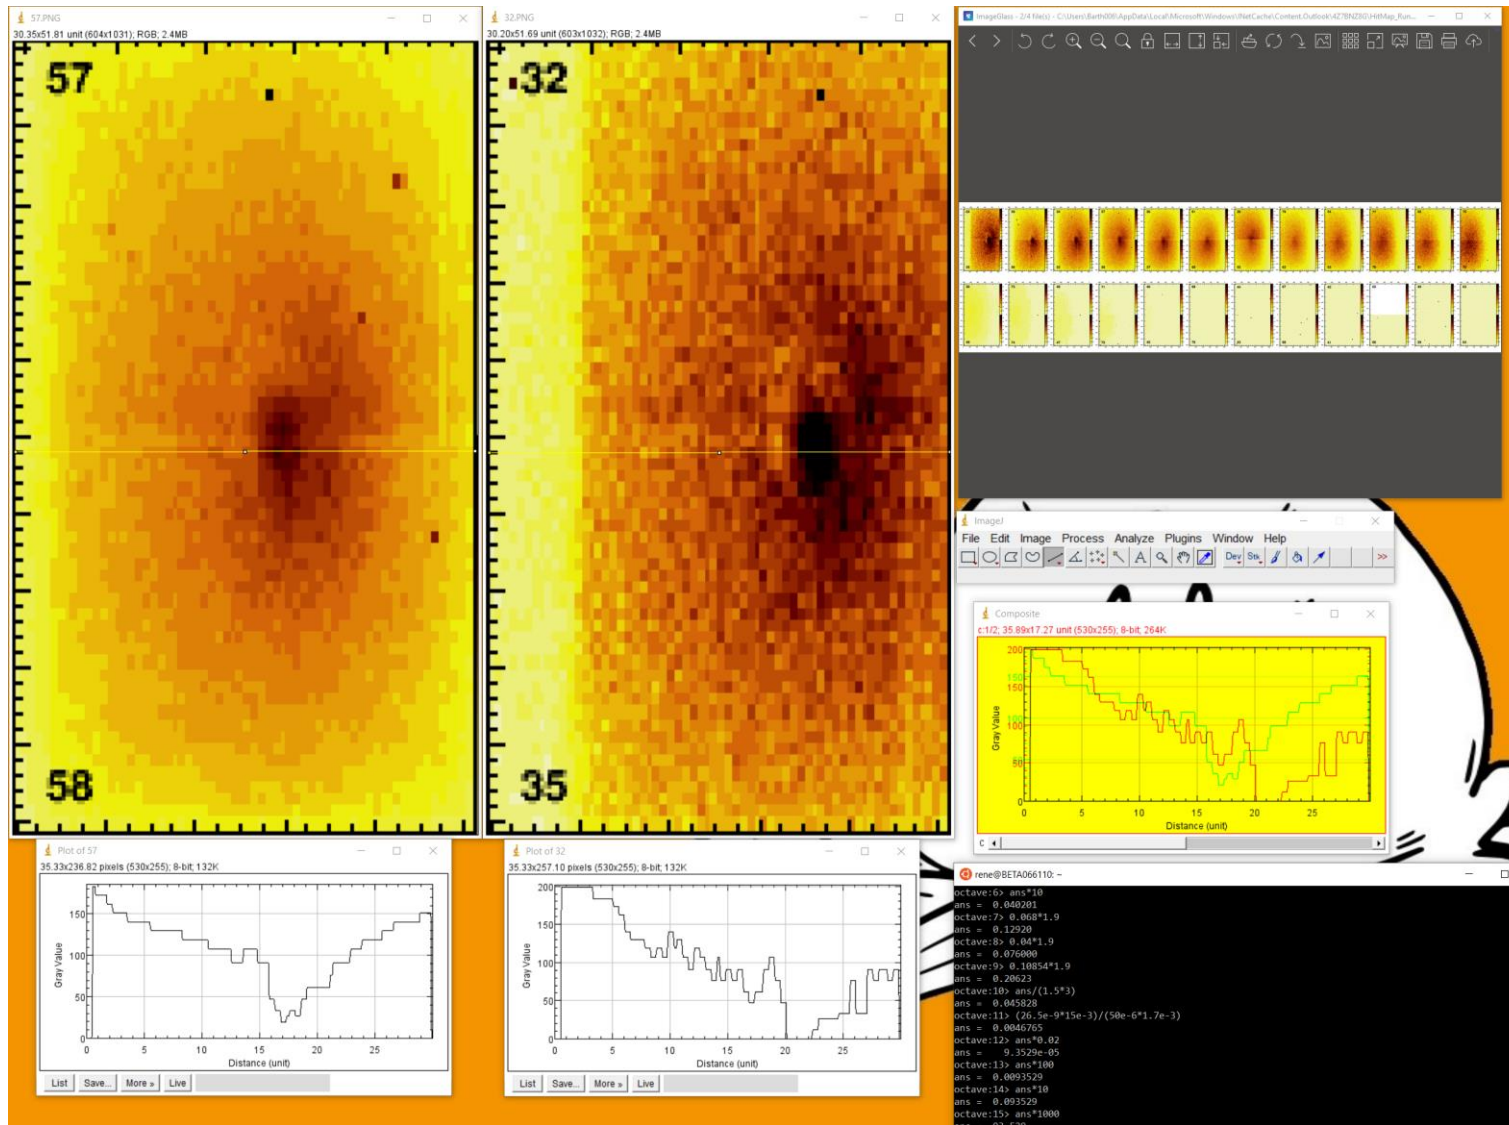 57.PNG
30.35x51.81 unit (604x1031); RGB; 2.4MB
57
58
32.PNG
30.20x51.69 unit (603x1032); RGB; 2.4MB
32
35
ImageJ
File Edit Image Process Analyze Plugins Window Help
Dev Stk >>
Composite
c:1/2; 35.89x17.27 unit (530x255); 8-bit; 264K
200
150
100
50
0
Gray Value
0 5 10 15 20 25
Distance (unit)
c
Plot of 57
35.33x236.82 pixels (530x255); 8-bit; 132K
150
100
50
0
Gray Value
0 5 10 15 20 25
Distance (unit)
List Save... More » Live
Plot of 32
35.33x257.10 pixels (530x255); 8-bit; 132K
200
150
100
50
0
Gray Value
0 5 10 15 20 25
Distance (unit)
List Save... More » Live
rene@BETA066110: ~
octave:6> ans*10
ans = 0.040201
octave:7> 0.068*1.9
ans = 0.12920
octave:8> 0.04*1.9
ans = 0.076000
octave:9> 0.10854*1.9
ans = 0.20623
octave:10> ans/(1.5*3)
ans = 0.045828
octave:11> (26.5e-9*15e-3)/(50e-6*1.7e-3)
ans = 0.0046765
octave:12> ans*0.02
ans = 9.3529e-05
octave:13> ans*100
ans = 0.0093529
octave:14> ans*10
ans = 0.093529
octave:15> ans*1000